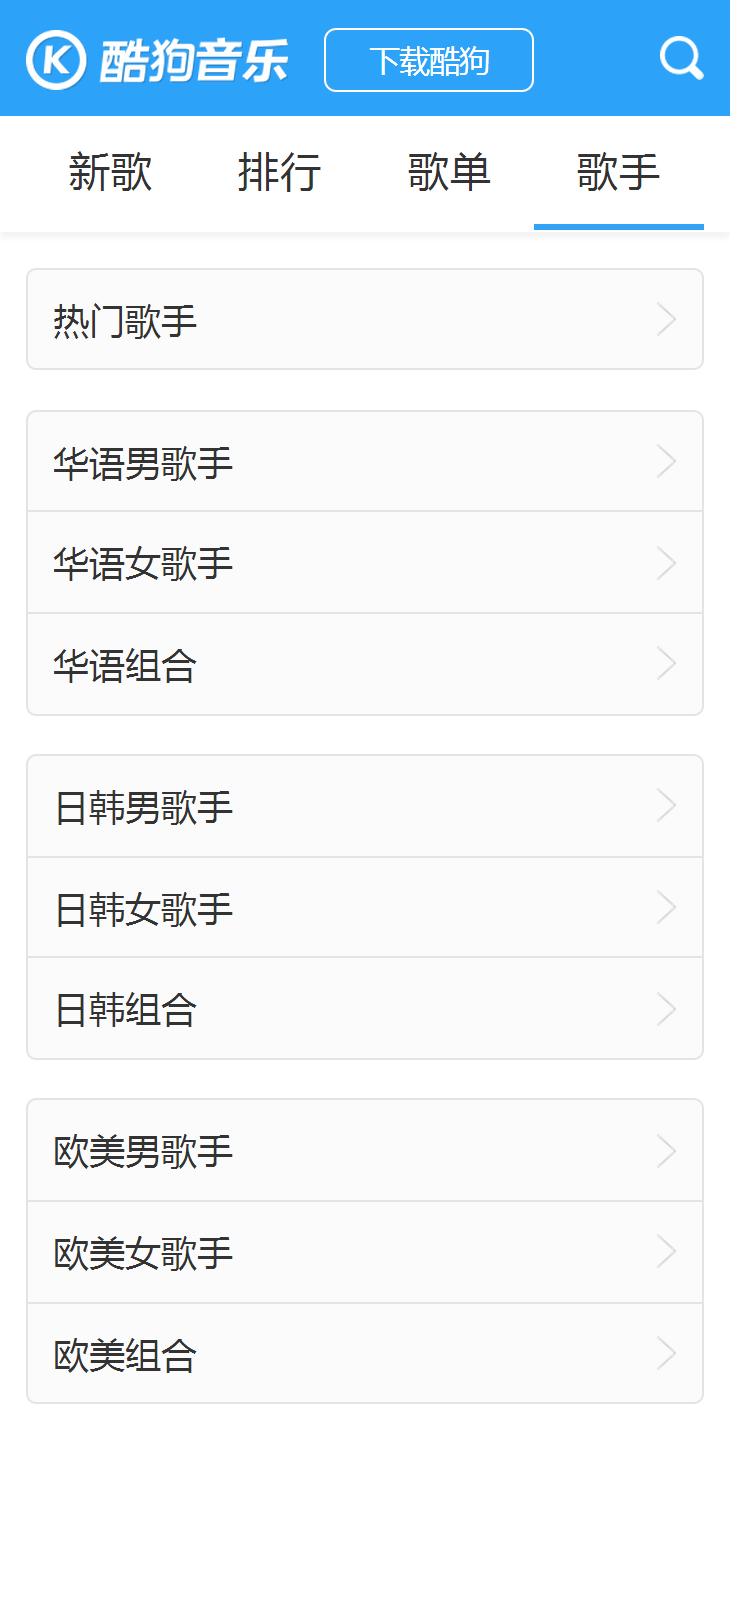 酷狗音乐 下载酷狗
新歌 排行 歌单 歌手
热门歌手
华语男歌手
华语女歌手
华语组合
日韩男歌手
日韩女歌手
日韩组合
欧美男歌手
欧美女歌手
欧美组合